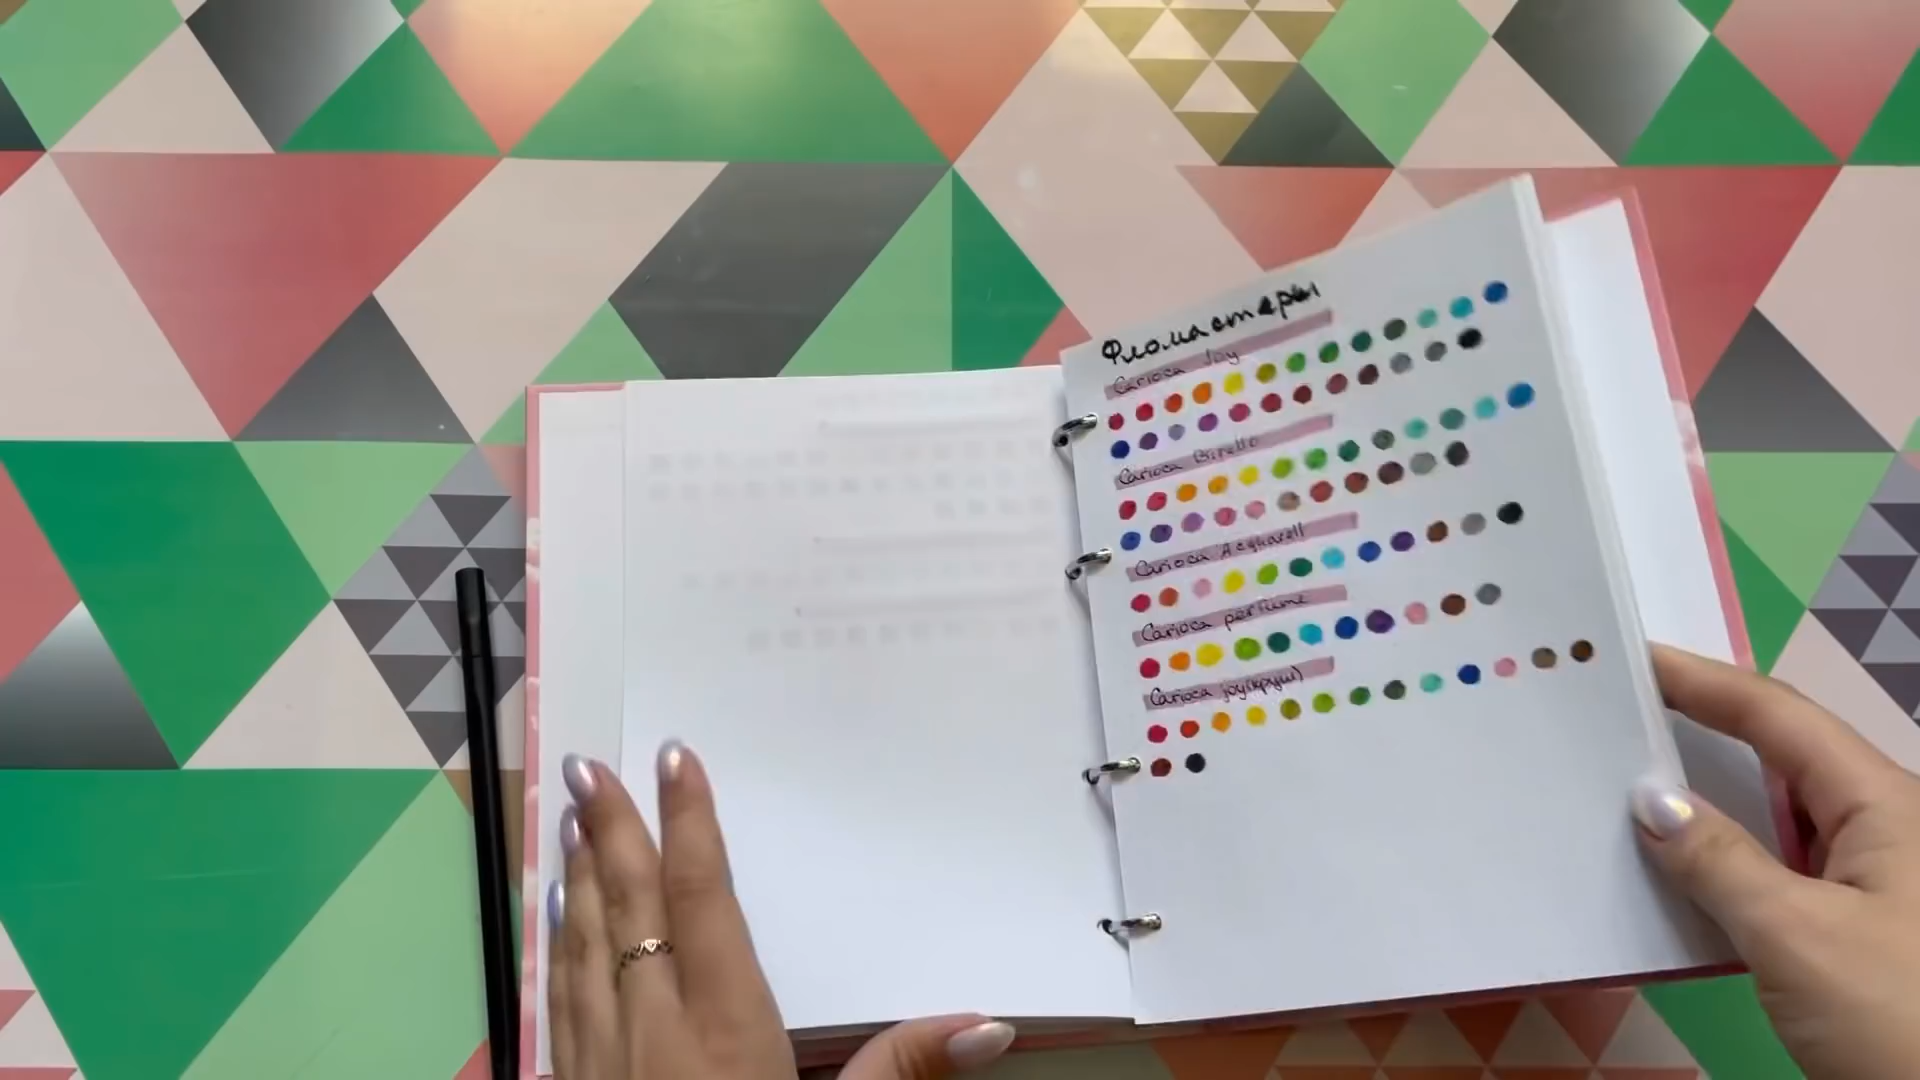 Фломастеры
Carioca Joy
Carioca Birello
Carioca Acquarell
Carioca perfume
Carioca joy(круш)